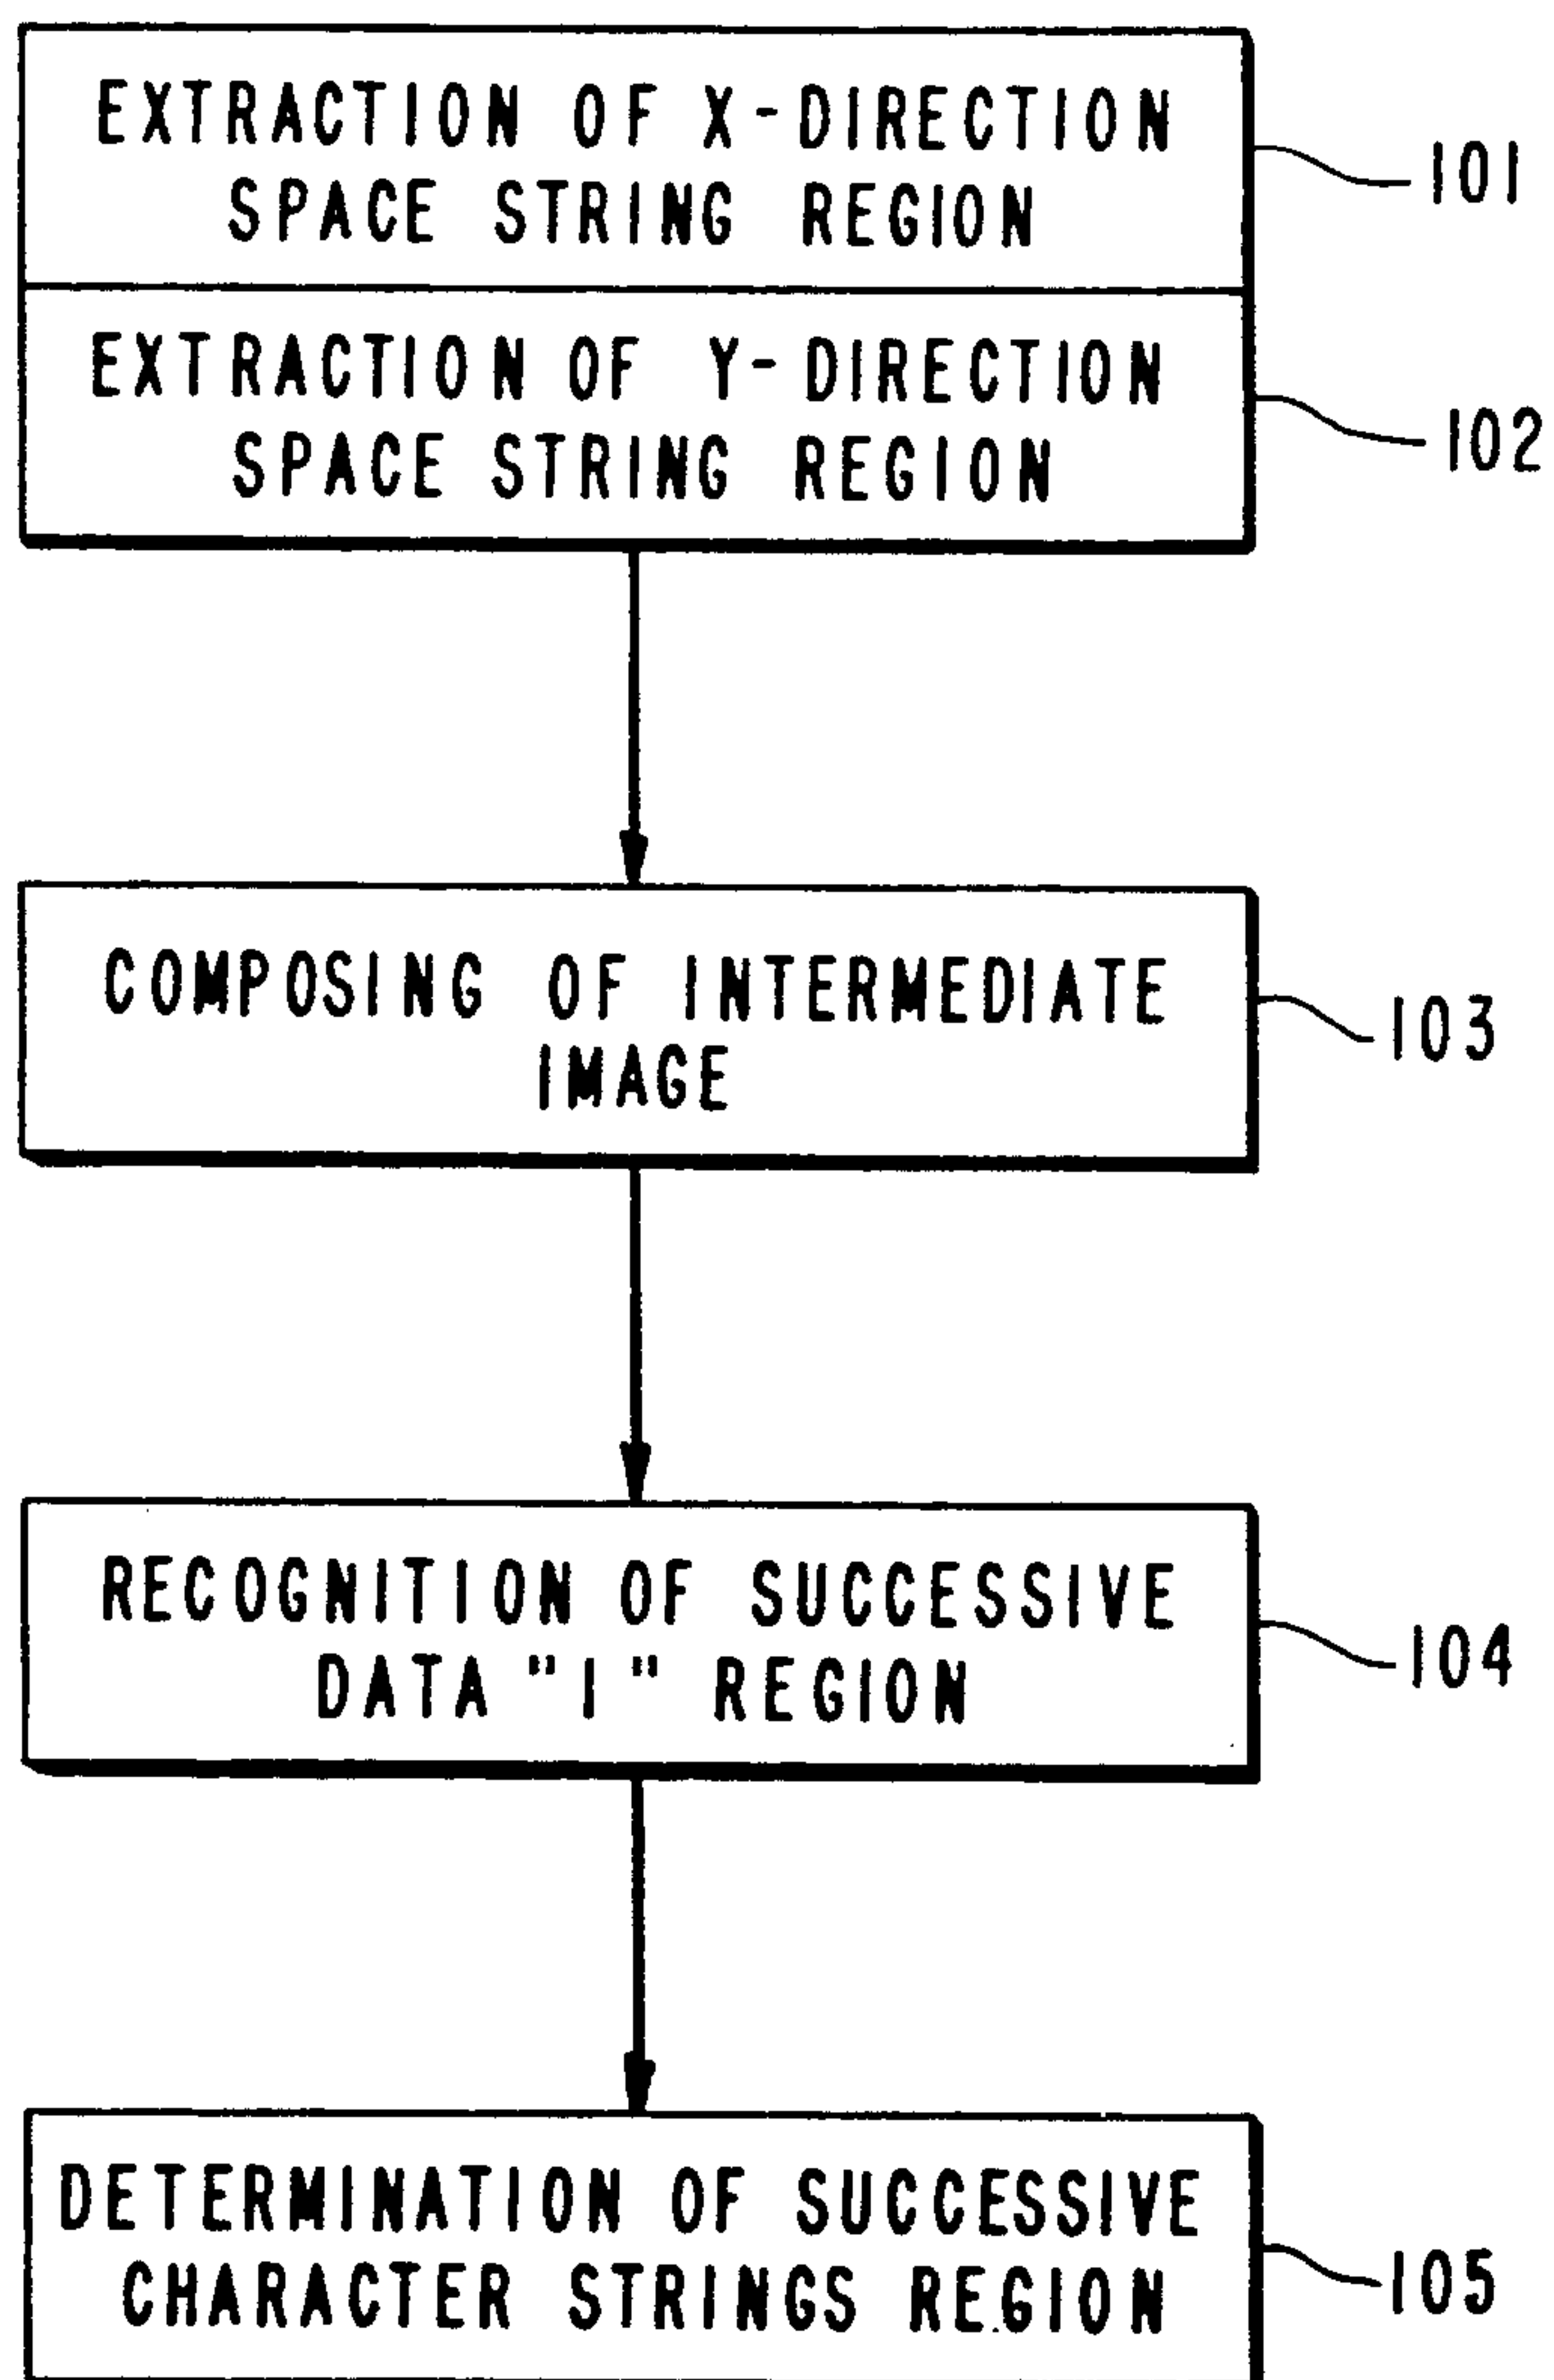 EXTRACTION OF X-DIRECTION
SPACE STRING REGION
101
EXTRACTION OF Y-DIRECTION
SPACE STRING REGION
102
COMPOSING OF INTERMEDIATE
IMAGE
103
RECOGNITION OF SUCCESSIVE
DATA "1" REGION
104
DETERMINATION OF SUCCESSIVE
CHARACTER STRINGS REGION
105